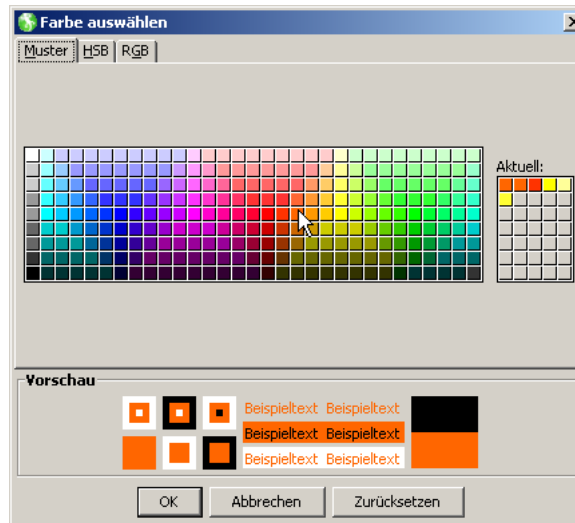 Farbe auswählen
Muster HSB RGB
Aktuell:
Vorschau
Beispieltext Beispieltext
Beispieltext Beispieltext
Beispieltext Beispieltext
OK Abbrechen Zurücksetzen